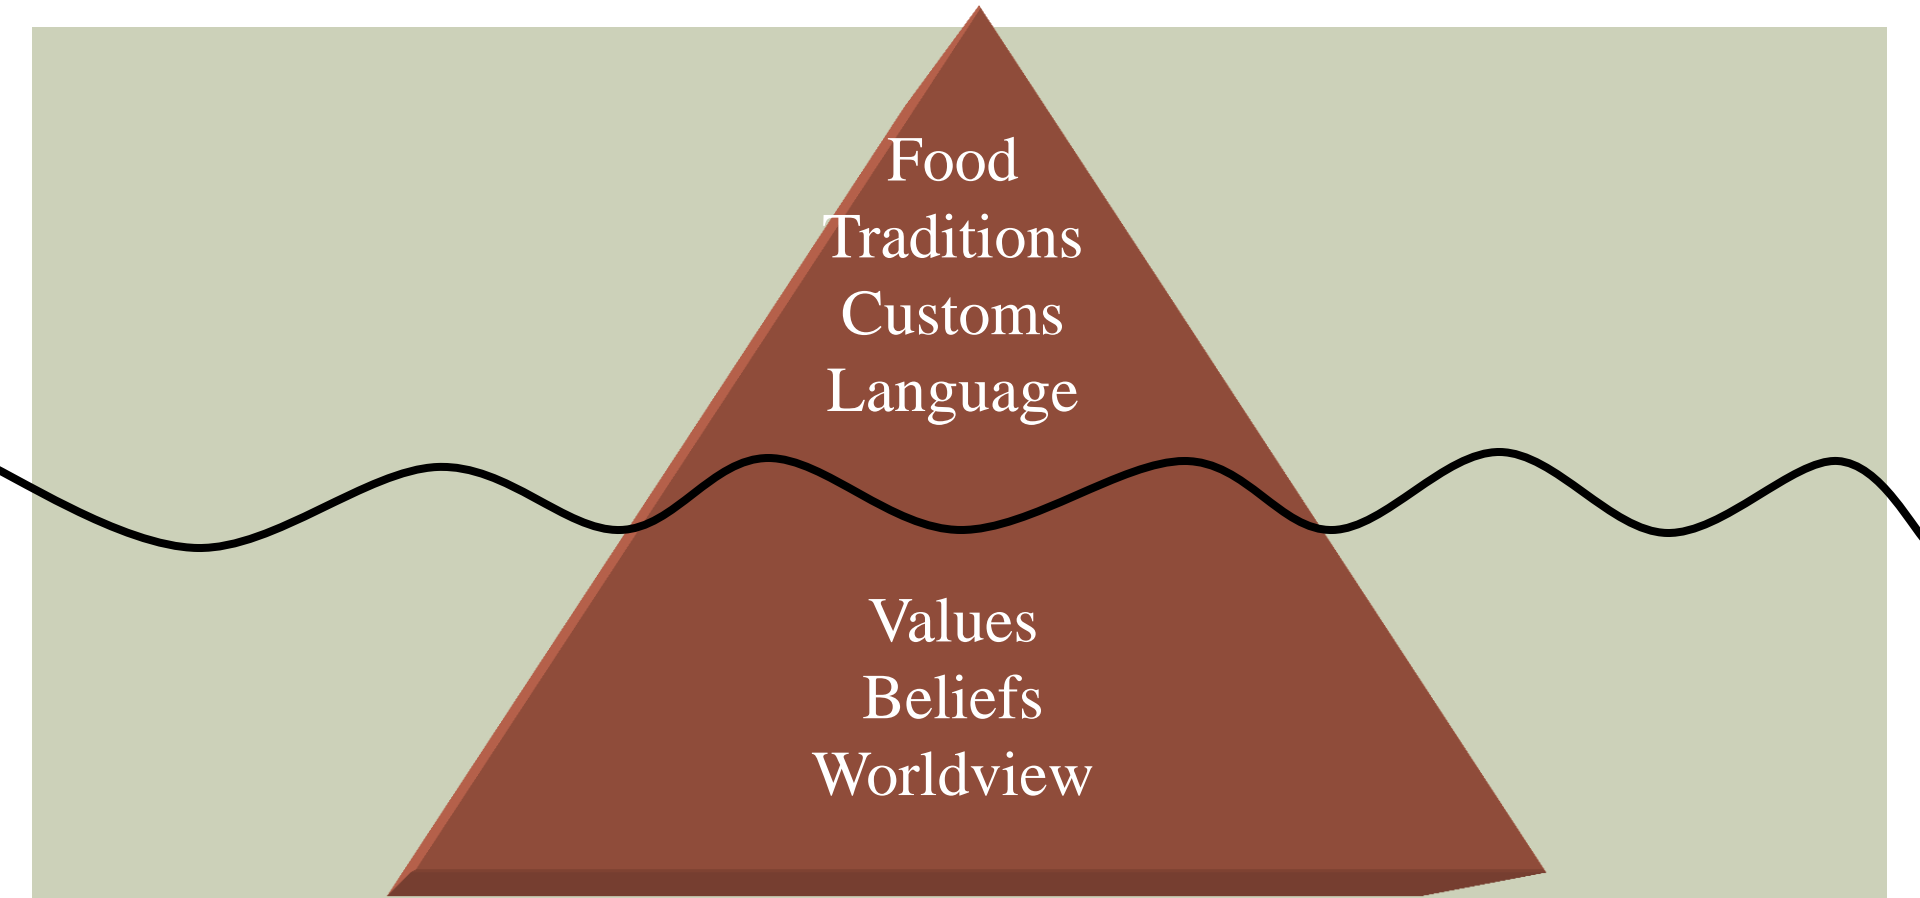 Food
Traditions
Customs
Language
Values
Beliefs
Worldview